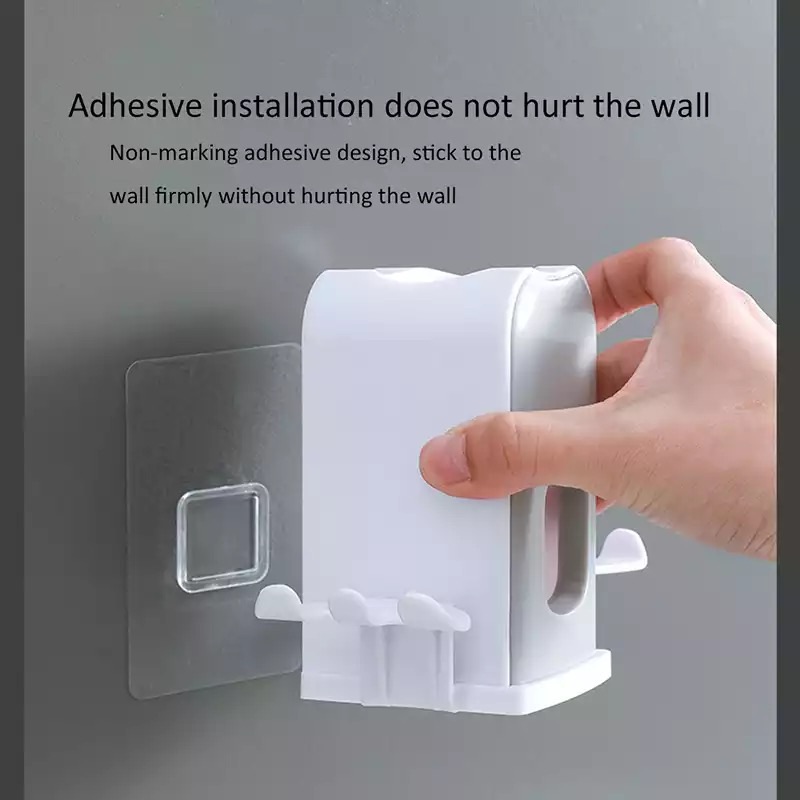 Adhesive installation does not hurt the wall
Non-marking adhesive design, stick to the
wall firmly without hurting the wall